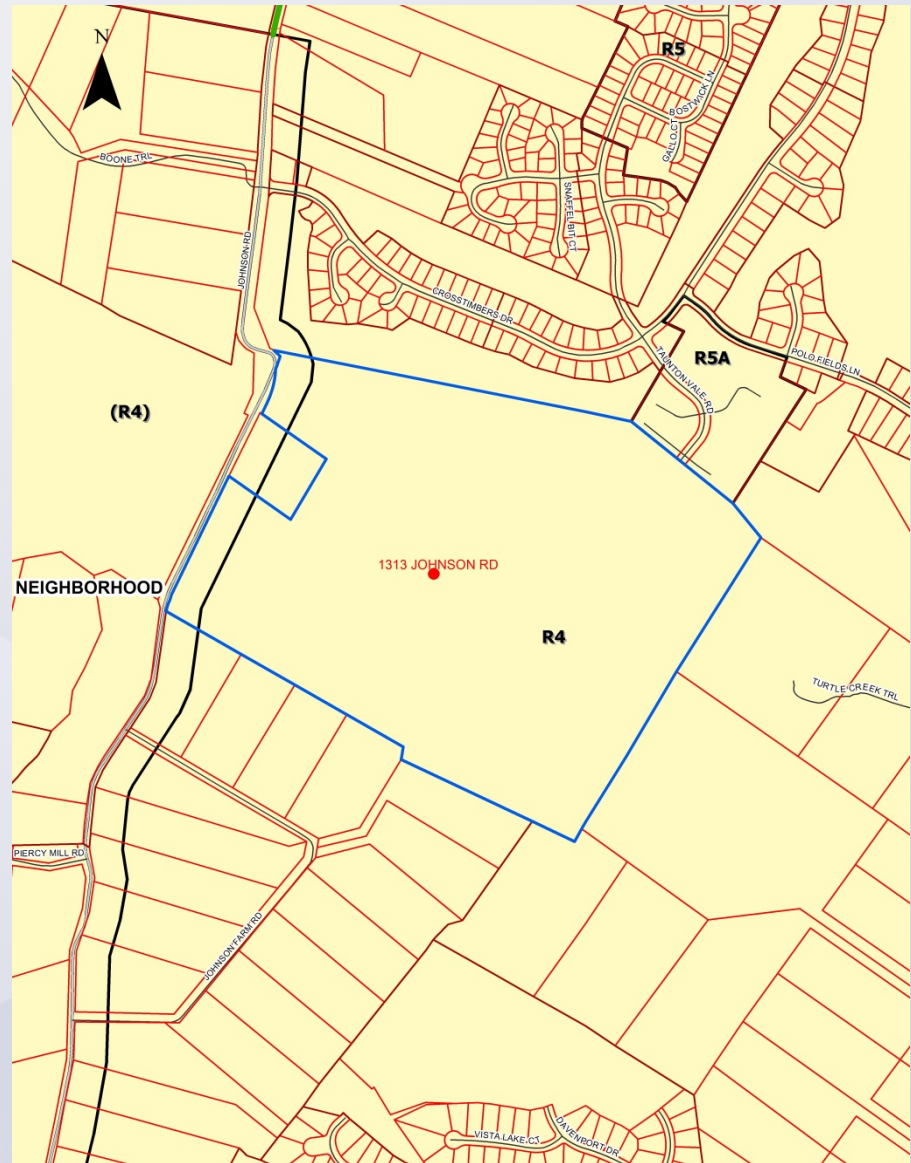 N
R5
BOSTWICK LN
GALLO CT
BOONE TRL
SNAFFELBIT CT
JOHNSON RD
CROSSTIMBERS DR
TAUNTON VALE RD
R5A
POLO FIELDS LN
(R4)
1313 JOHNSON RD
NEIGHBORHOOD
R4
TURTLE CREEK TRL
PIERCY MILL RD
JOHNSON FARM RD
VISTA LAKE CT
DAVENPORT DR